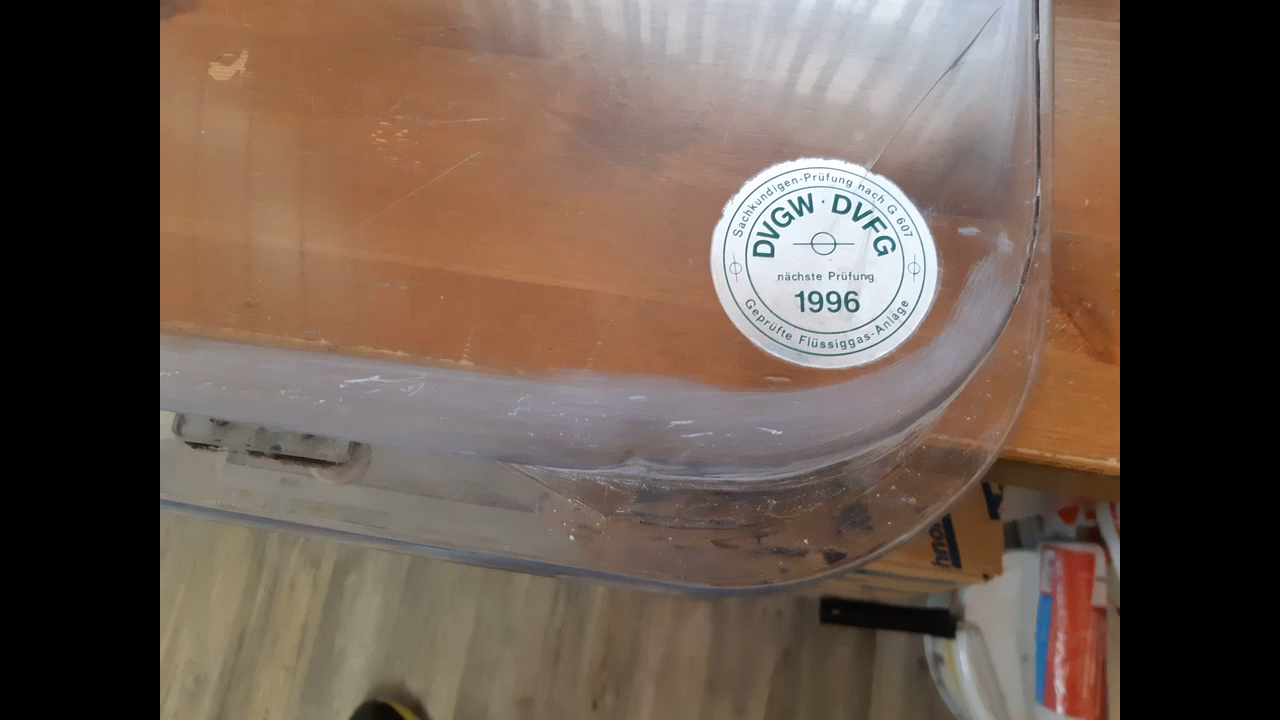 Sachkundigen-Prüfung nach G 607
DVGW · DVFG
nächste Prüfung
1996
Geprüfte Flüssiggas-Anlage